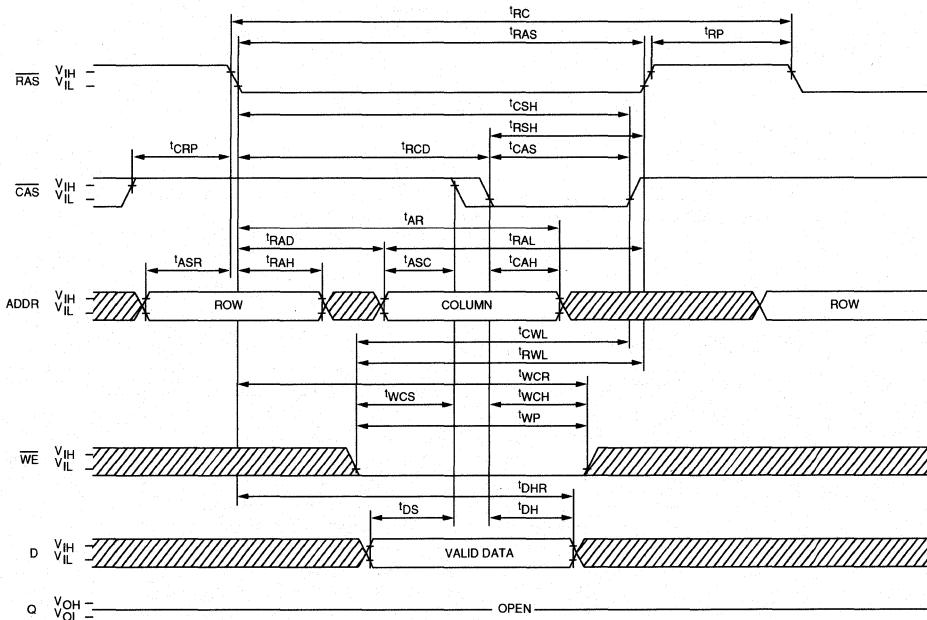 tRC
tRAS
tRP
RAS VIH
VIL
tCSH
tRSH
tCRP tRCD tCAS
CAS VIH
VIL
tAR
tRAD tRAL
tASR tRAH tASC tCAH
ADDR VIH
VIL
ROW COLUMN ROW
tCWL
tRWL
tWCR
tWCS tWCH
tWP
WE VIH
VIL
tDHR
tDS tDH
D VIH
VIL
VALID DATA
Q VOH
VOL
OPEN